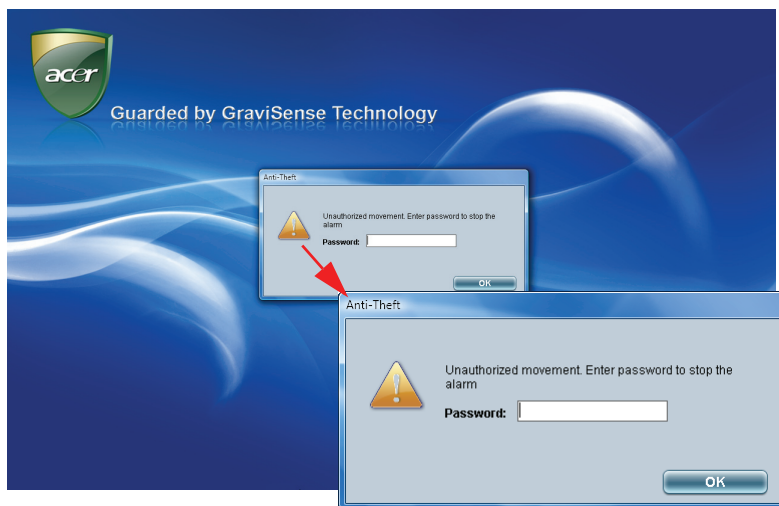 acer
Guarded by GraviSense Technology
Anti-Theft
Unauthorized movement. Enter password to stop the
alarm
Password:
OK
Anti-Theft
Unauthorized movement. Enter password to stop the
alarm
Password:
OK